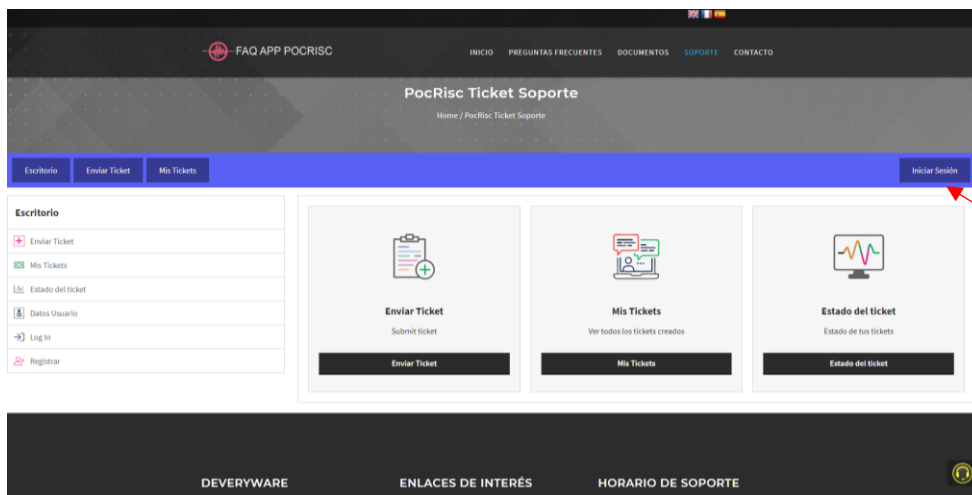 FAQ APP POCRISC
INICIO PREGUNTAS FRECUENTES DOCUMENTOS SOPORTE CONTACTO
PocRisc Ticket Soporte
Home / PocRisc Ticket Soporte
Escritorio Enviar Ticket Mis Tickets Iniciar Sesión
Escritorio
Enviar Ticket
Mis Tickets
Estado del ticket
Datos Usuario
Log In
Registrar
Enviar Ticket
Submit ticket
Enviar Ticket
Mis Tickets
Ver todos los tickets creados
Mis Tickets
Estado del ticket
Estado de tus tickets
Estado del ticket
DEVERYWARE ENLACES DE INTERÉS HORARIO DE SOPORTE